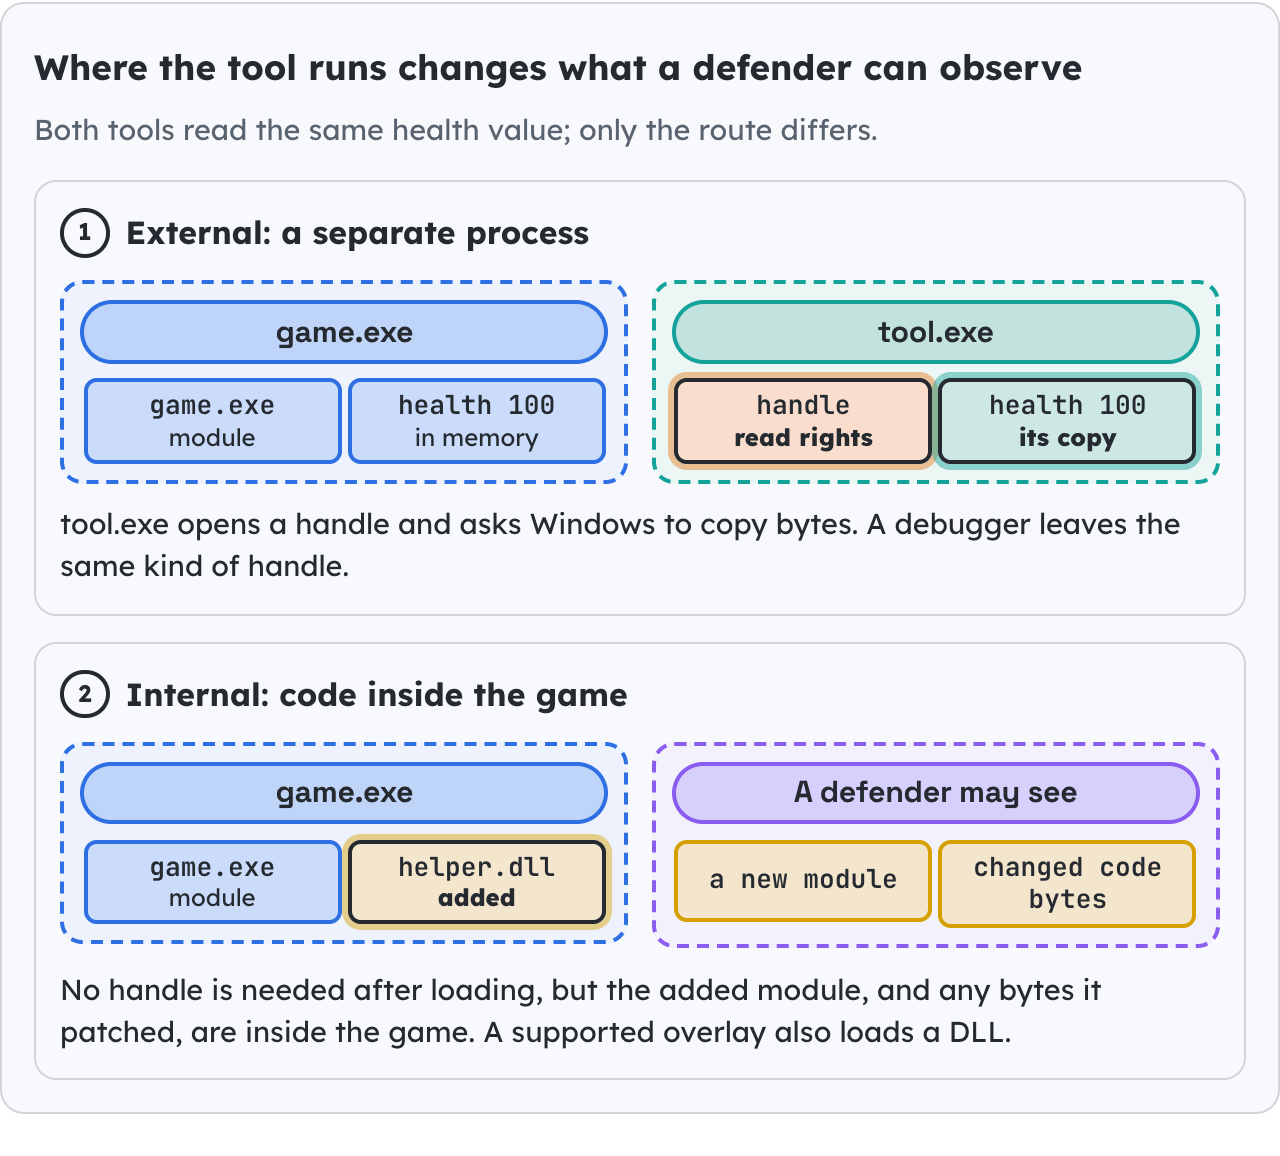 Where the tool runs changes what a defender can observe
Both tools read the same health value; only the route differs.
1 External: a separate process
game.exe
game.exe
module
health 100
in memory
tool.exe
handle
read rights
health 100
its copy
tool.exe opens a handle and asks Windows to copy bytes. A debugger leaves the
same kind of handle.
2 Internal: code inside the game
game.exe
game.exe
module
helper.dll
added
A defender may see
a new module
changed code
bytes
No handle is needed after loading, but the added module, and any bytes it
patched, are inside the game. A supported overlay also loads a DLL.